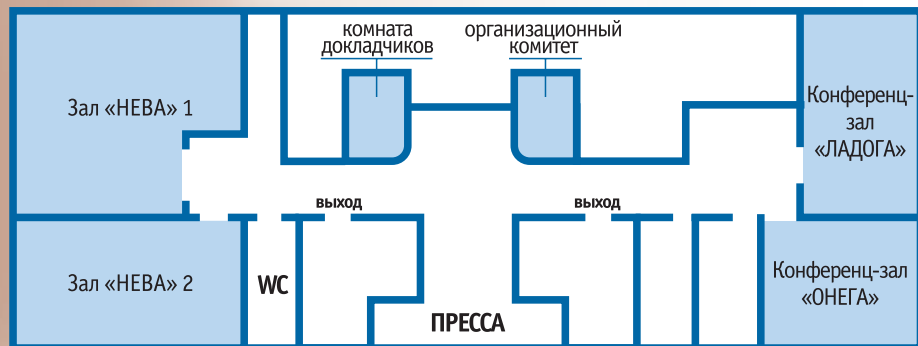 комната
докладчиков
организационный
комитет
Зал «НЕВА» 1
Конференц-
зал
«ЛАДОГА»
выход
выход
Зал «НЕВА» 2
WC
ПРЕССА
Конференц-зал
«ОНЕГА»